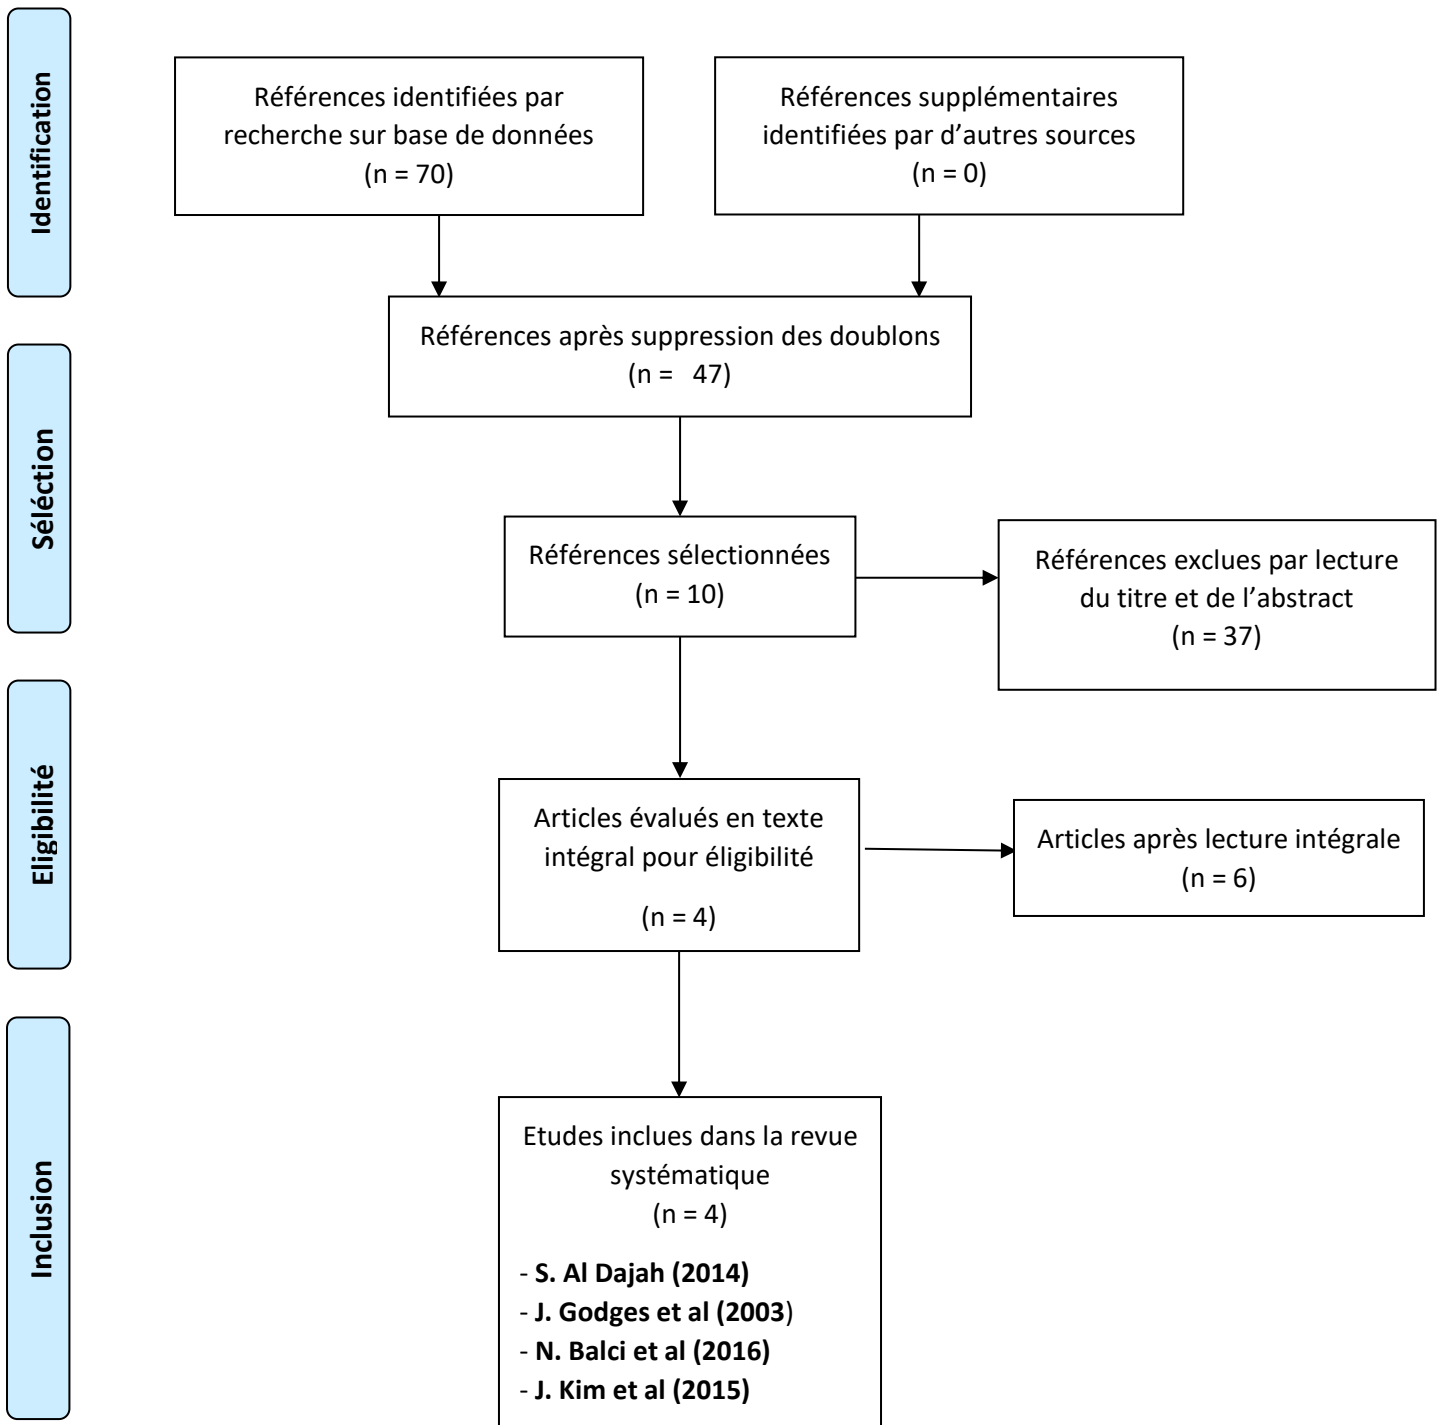 Identification
Références identifiées par
recherche sur base de données
(n = 70)
Références supplémentaires
identifiées par d’autres sources
(n = 0)
Références après suppression des doublons
(n =   47)
Séléction
Références sélectionnées
(n = 10)
Références exclues par lecture
du titre et de l’abstract
(n = 37)
Eligibilité
Articles évalués en texte
intégral pour éligibilité
(n = 4)
Articles après lecture intégrale
(n = 6)
Inclusion
Etudes inclues dans la revue
systématique
(n = 4)
- S. Al Dajah (2014)
- J. Godges et al (2003)
- N. Balci et al (2016)
- J. Kim et al (2015)